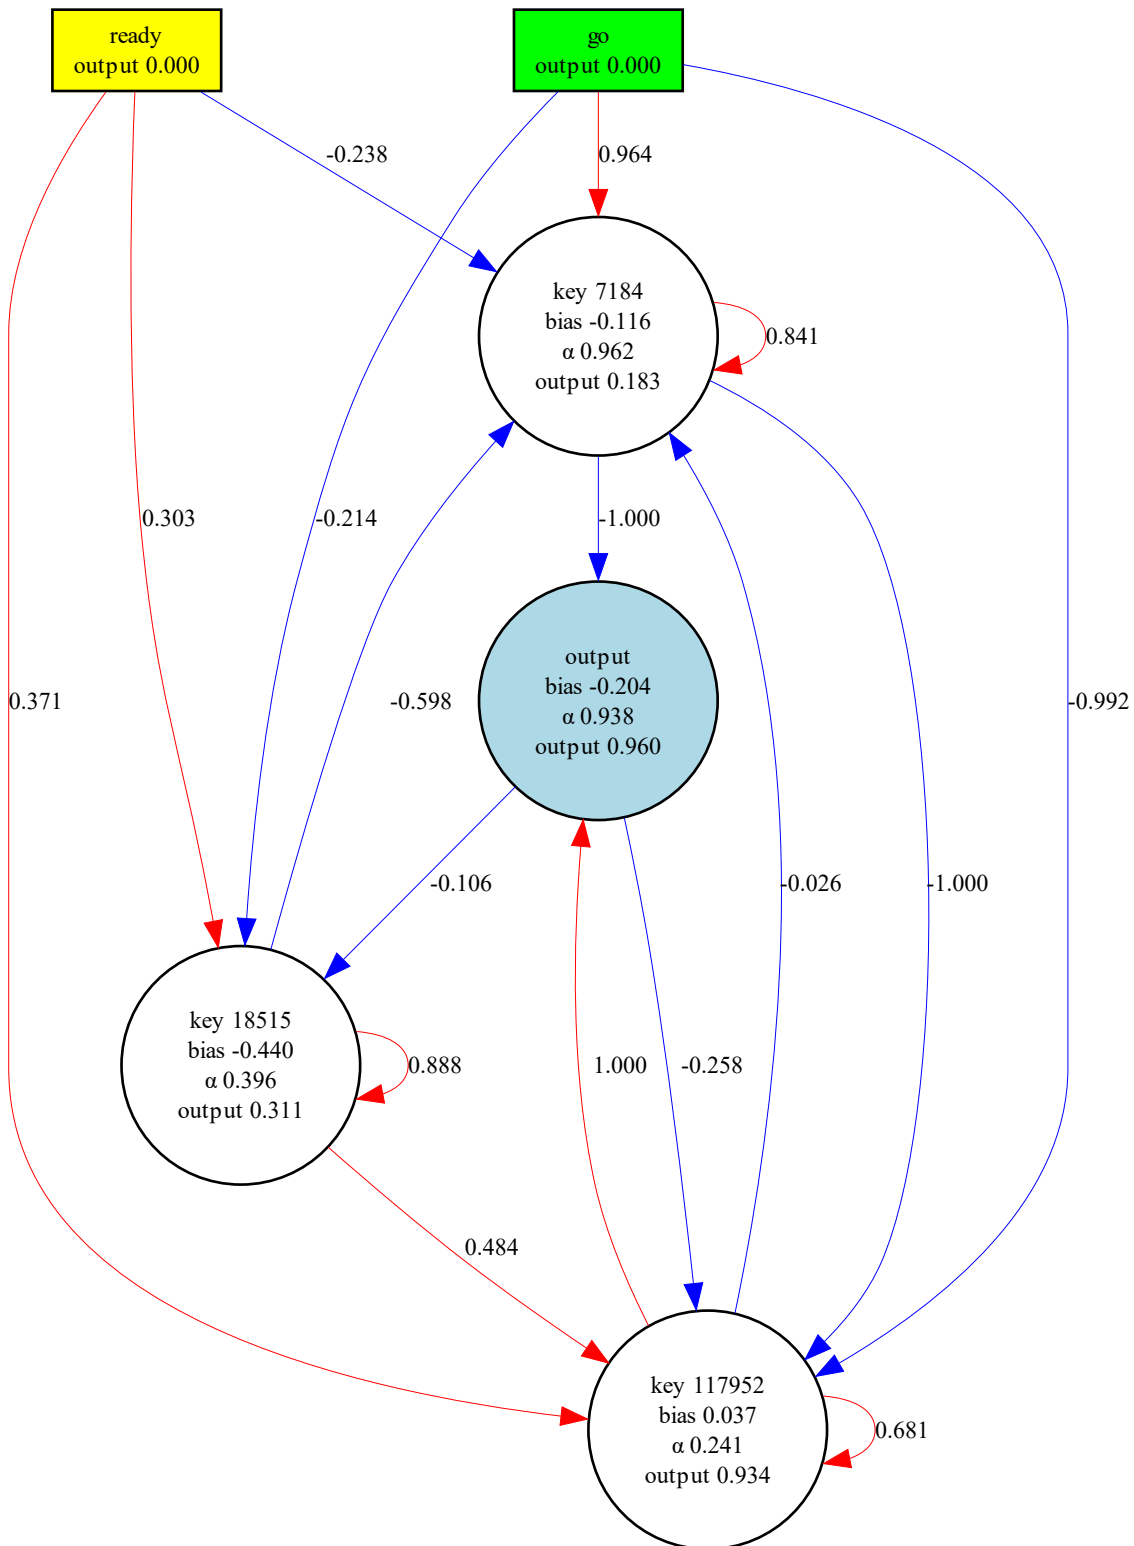 ready
output 0.000
go
output 0.000
-0.238
0.964
key 7184
bias -0.116
α 0.962
output 0.183
0.841
0.303
-0.214
-1.000
0.371
-0.598
output
bias -0.204
α 0.938
output 0.960
-0.992
-0.106
-0.026
-1.000
key 18515
bias -0.440
α 0.396
output 0.311
0.888
1.000
-0.258
0.484
key 117952
bias 0.037
α 0.241
output 0.934
0.681